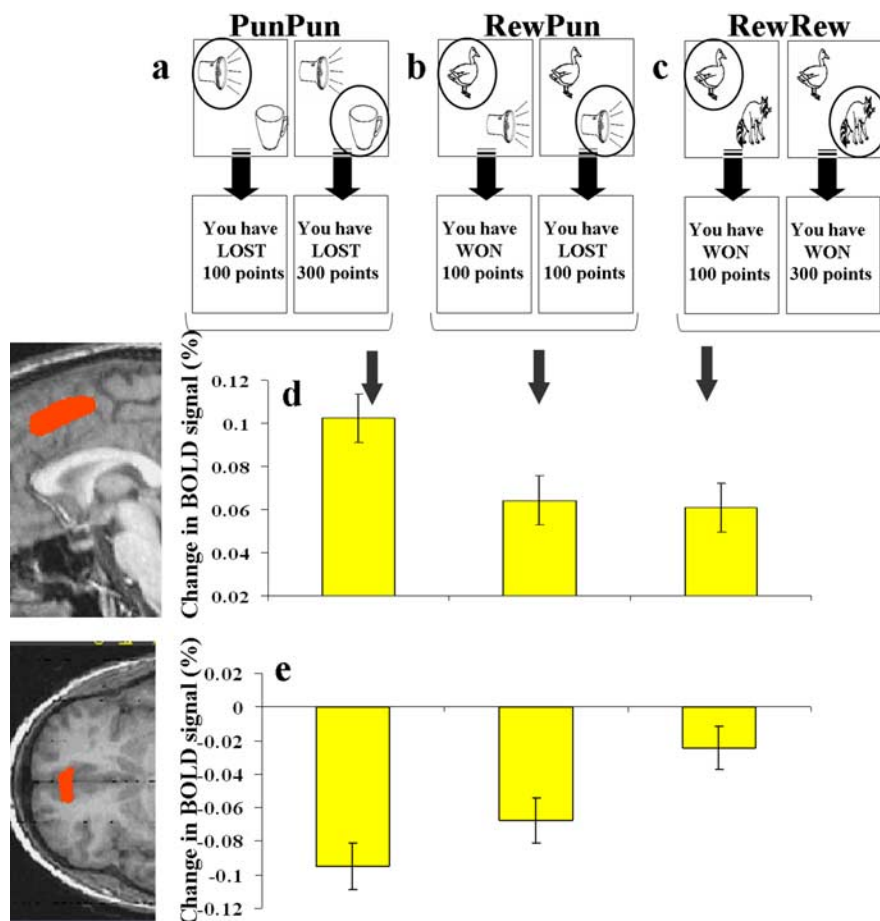 PunPun
RewPun
RewRew
a
b
c
You have
LOST
100 points
You have
LOST
300 points
You have
WON
100 points
You have
LOST
100 points
You have
WON
100 points
You have
WON
300 points
d
Change in BOLD signal (%)
0.12
0.1
0.08
0.06
0.04
0.02
e
Change in BOLD signal (%)
0.02
0
-0.02
-0.04
-0.06
-0.08
-0.1
-0.12